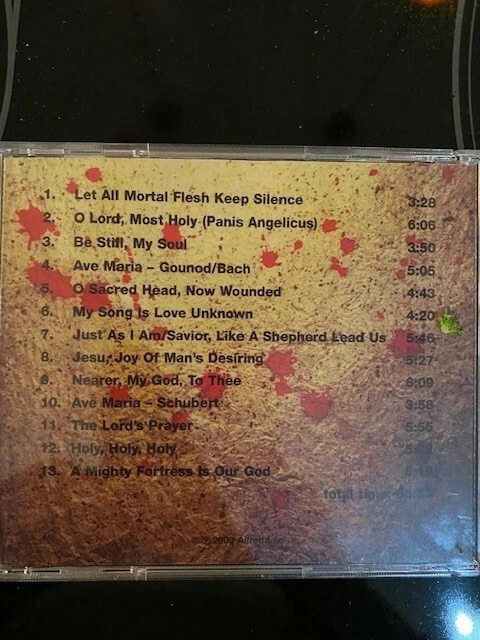 1. Let All Mortal Flesh Keep Silence 3:28
2. O Lord, Most Holy (Panis Angelicus) 6:06
3. Be Still, My Soul 3:50
4. Ave Maria – Gounod/Bach 5:05
5. O Sacred Head, Now Wounded 4:43
6. My Song Is Love Unknown 4:20
7. Just As I Am/Savior, Like A Shepherd Lead Us 5:46
8. Jesu, Joy Of Man's Desiring 5:27
9. Nearer, My God, To Thee 6:09
10. Ave Maria – Schubert 3:58
11. The Lord's Prayer 5:55
12. Holy, Holy, Holy
13. A Mighty Fortress Is Our God
total time: